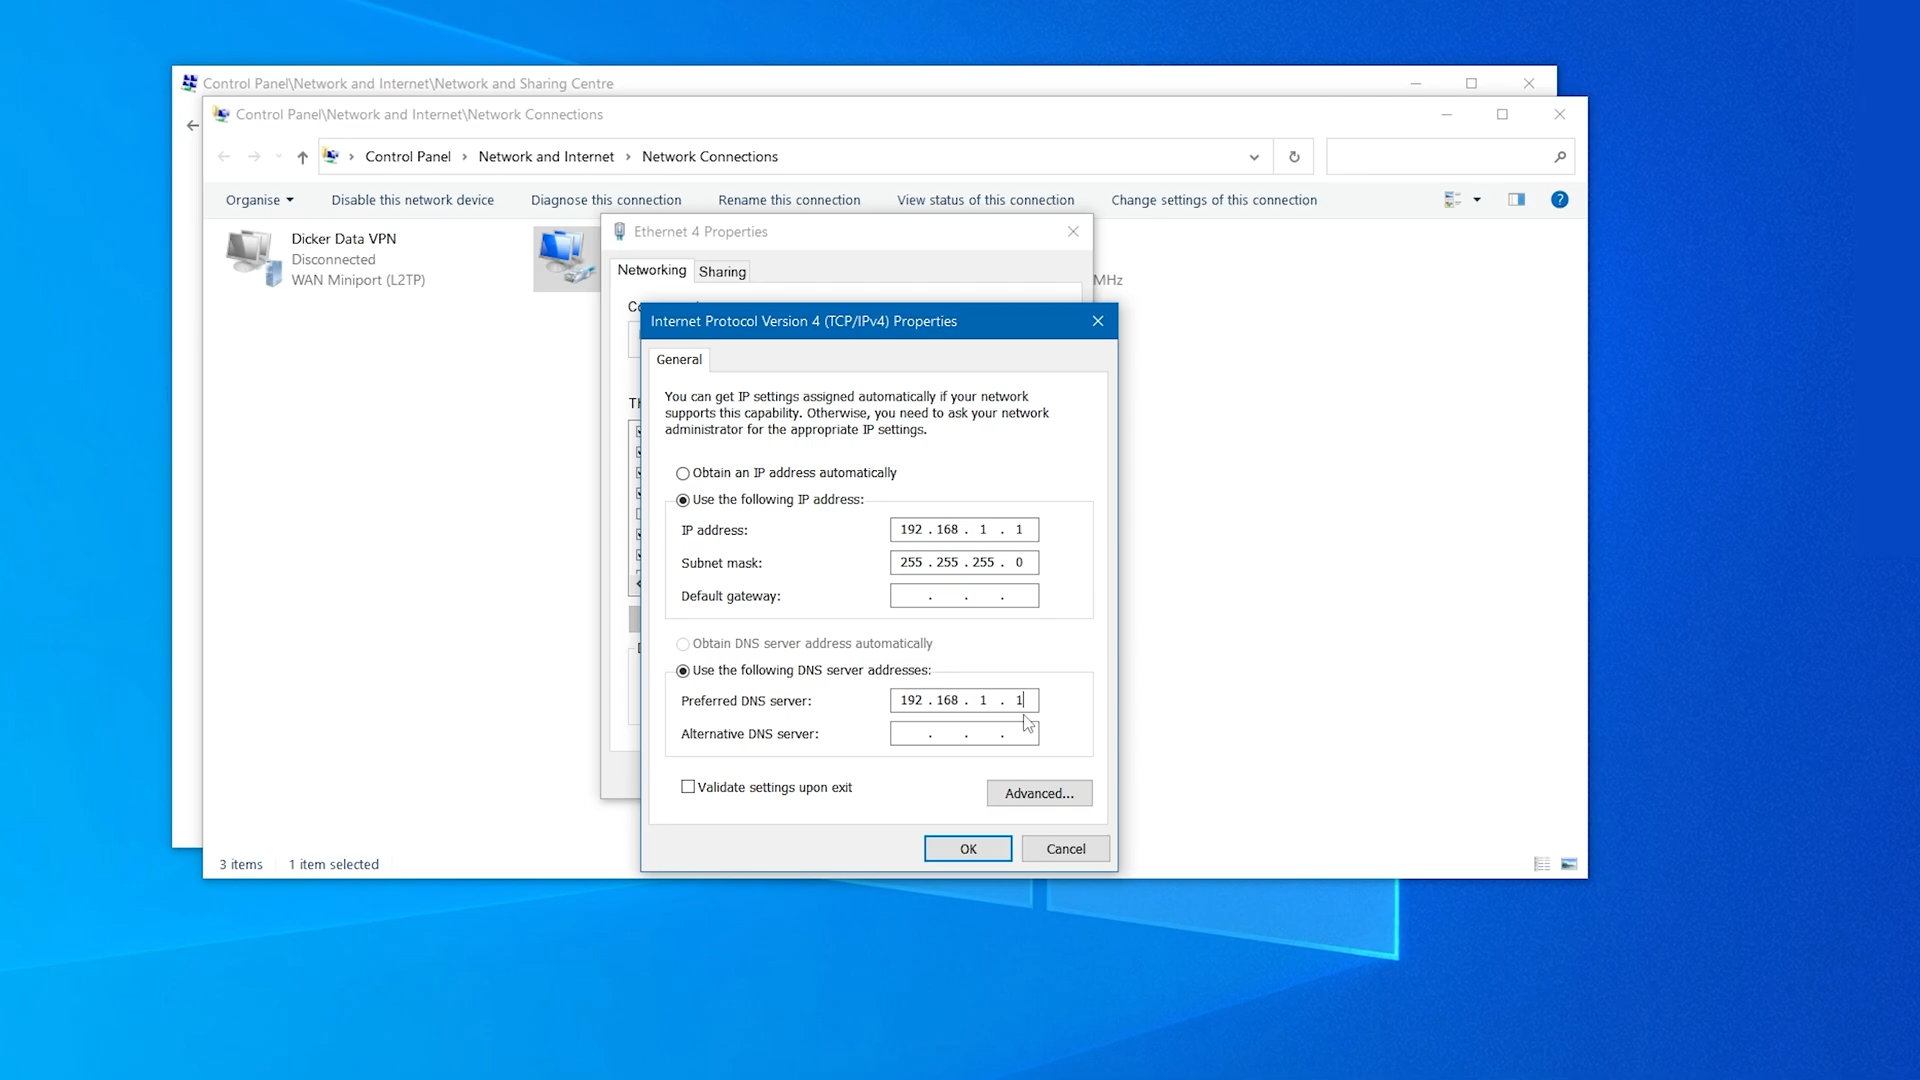 Control Panel\Network and Internet\Network and Sharing Centre
Control Panel\Network and Internet\Network Connections
Control Panel > Network and Internet > Network Connections
Organise Disable this network device Diagnose this connection Rename this connection View status of this connection Change settings of this connection
Dicker Data VPN
Disconnected
WAN Miniport (L2TP)
MHz
Ethernet 4 Properties
Networking Sharing
Internet Protocol Version 4 (TCP/IPv4) Properties
General
You can get IP settings assigned automatically if your network
supports this capability. Otherwise, you need to ask your network
administrator for the appropriate IP settings.
Obtain an IP address automatically
Use the following IP address:
IP address: 192 . 168 . 1 . 1
Subnet mask: 255 . 255 . 255 . 0
Default gateway: . . .
Obtain DNS server address automatically
Use the following DNS server addresses:
Preferred DNS server: 192 . 168 . 1 . 1
Alternative DNS server: . . .
Validate settings upon exit
Advanced...
OK Cancel
3 items 1 item selected